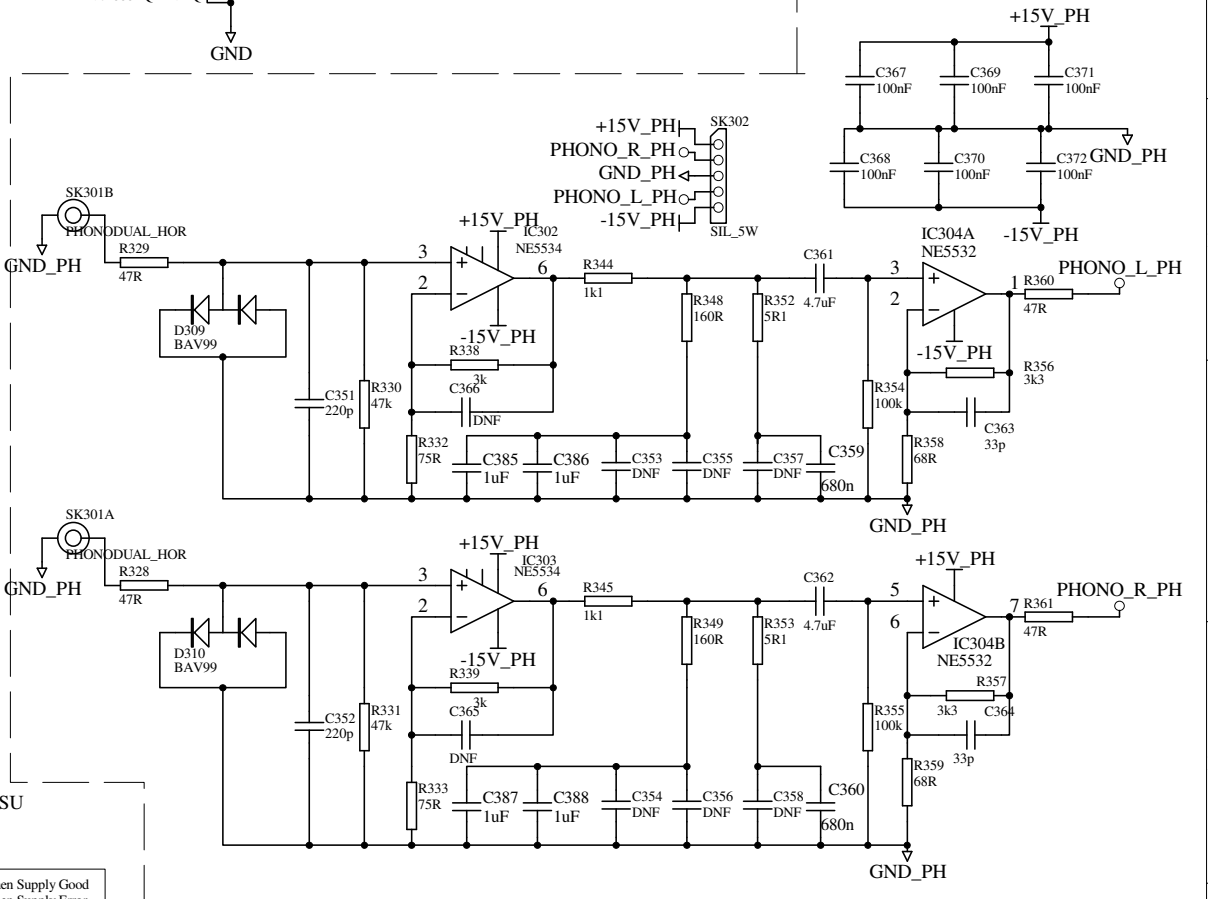 GND
+15V_PH
C367
100nF
C369
100nF
C371
100nF
GND_PH
C368
100nF
C370
100nF
C372
100nF
-15V_PH
SK302
+15V_PH
PHONO_R_PH
GND_PH
PHONO_L_PH
-15V_PH
SIL_5W
SK301B
PHONODUAL_HOR
GND_PH
R329
47R
D309
BAV99
C351
220p
R330
47k
+15V_PH
IC302
NE5534
3
2
6
-15V_PH
R338
3k
C366
DNF
R332
75R
R344
1k1
C385
1uF
C386
1uF
C353
DNF
C355
DNF
C357
DNF
C359
680n
R348
160R
R352
5R1
C361
4.7uF
R354
100k
IC304A
NE5532
3
2
1
-15V_PH
R360
47R
PHONO_L_PH
R356
3k3
C363
33p
R358
68R
GND_PH
SK301A
PHONODUAL_HOR
GND_PH
R328
47R
D310
BAV99
C352
220p
R331
47k
+15V_PH
IC303
NE5534
3
2
6
-15V_PH
R339
3k
C365
DNF
R333
75R
R345
1k1
C387
1uF
C388
1uF
C354
DNF
C356
DNF
C358
DNF
C360
680n
R349
160R
R353
5R1
C362
4.7uF
R355
100k
+15V_PH
5
6
7
IC304B
NE5532
R361
47R
PHONO_R_PH
R357
3k3
C364
33p
R359
68R
GND_PH
SU
en Supply Good